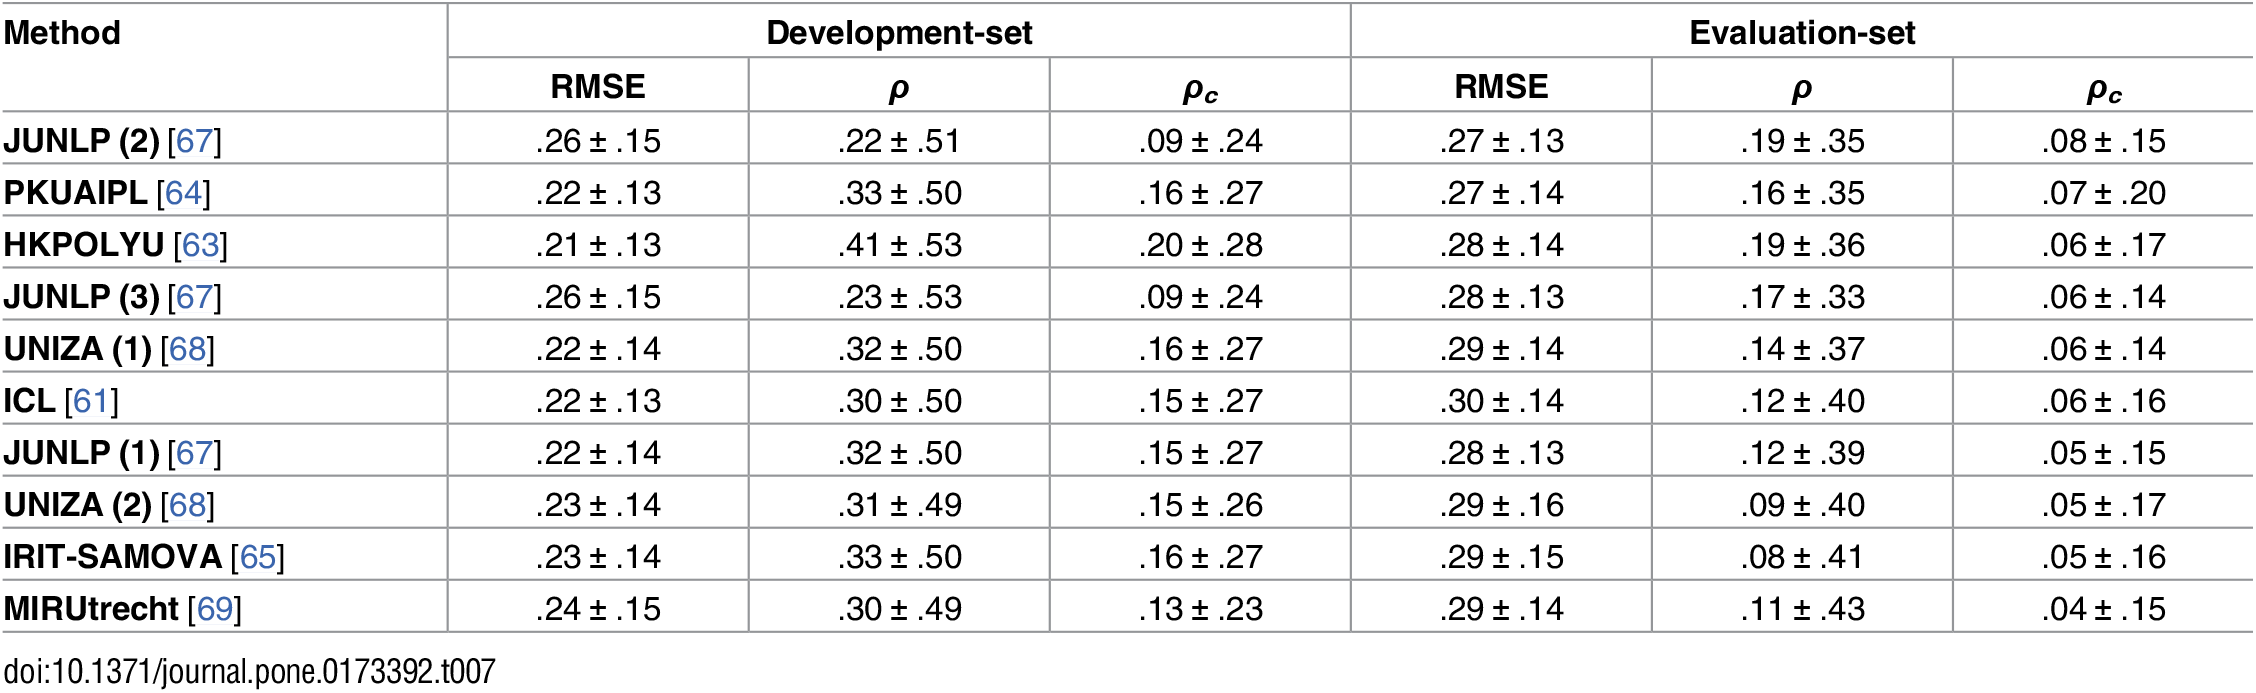 Method Development-set Evaluation-set
RMSE ρ ρc RMSE ρ ρc
JUNLP (2) [67] .26 ± .15 .22 ± .51 .09 ± .24 .27 ± .13 .19 ± .35 .08 ± .15
PKUAIPL [64] .22 ± .13 .33 ± .50 .16 ± .27 .27 ± .14 .16 ± .35 .07 ± .20
HKPOLYU [63] .21 ± .13 .41 ± .53 .20 ± .28 .28 ± .14 .19 ± .36 .06 ± .17
JUNLP (3) [67] .26 ± .15 .23 ± .53 .09 ± .24 .28 ± .13 .17 ± .33 .06 ± .14
UNIZA (1) [68] .22 ± .14 .32 ± .50 .16 ± .27 .29 ± .14 .14 ± .37 .06 ± .14
ICL [61] .22 ± .13 .30 ± .50 .15 ± .27 .30 ± .14 .12 ± .40 .06 ± .16
JUNLP (1) [67] .22 ± .14 .32 ± .50 .15 ± .27 .28 ± .13 .12 ± .39 .05 ± .15
UNIZA (2) [68] .23 ± .14 .31 ± .49 .15 ± .26 .29 ± .16 .09 ± .40 .05 ± .17
IRIT-SAMOVA [65] .23 ± .14 .33 ± .50 .16 ± .27 .29 ± .15 .08 ± .41 .05 ± .16
MIRUtrecht [69] .24 ± .15 .30 ± .49 .13 ± .23 .29 ± .14 .11 ± .43 .04 ± .15
doi:10.1371/journal.pone.0173392.t007